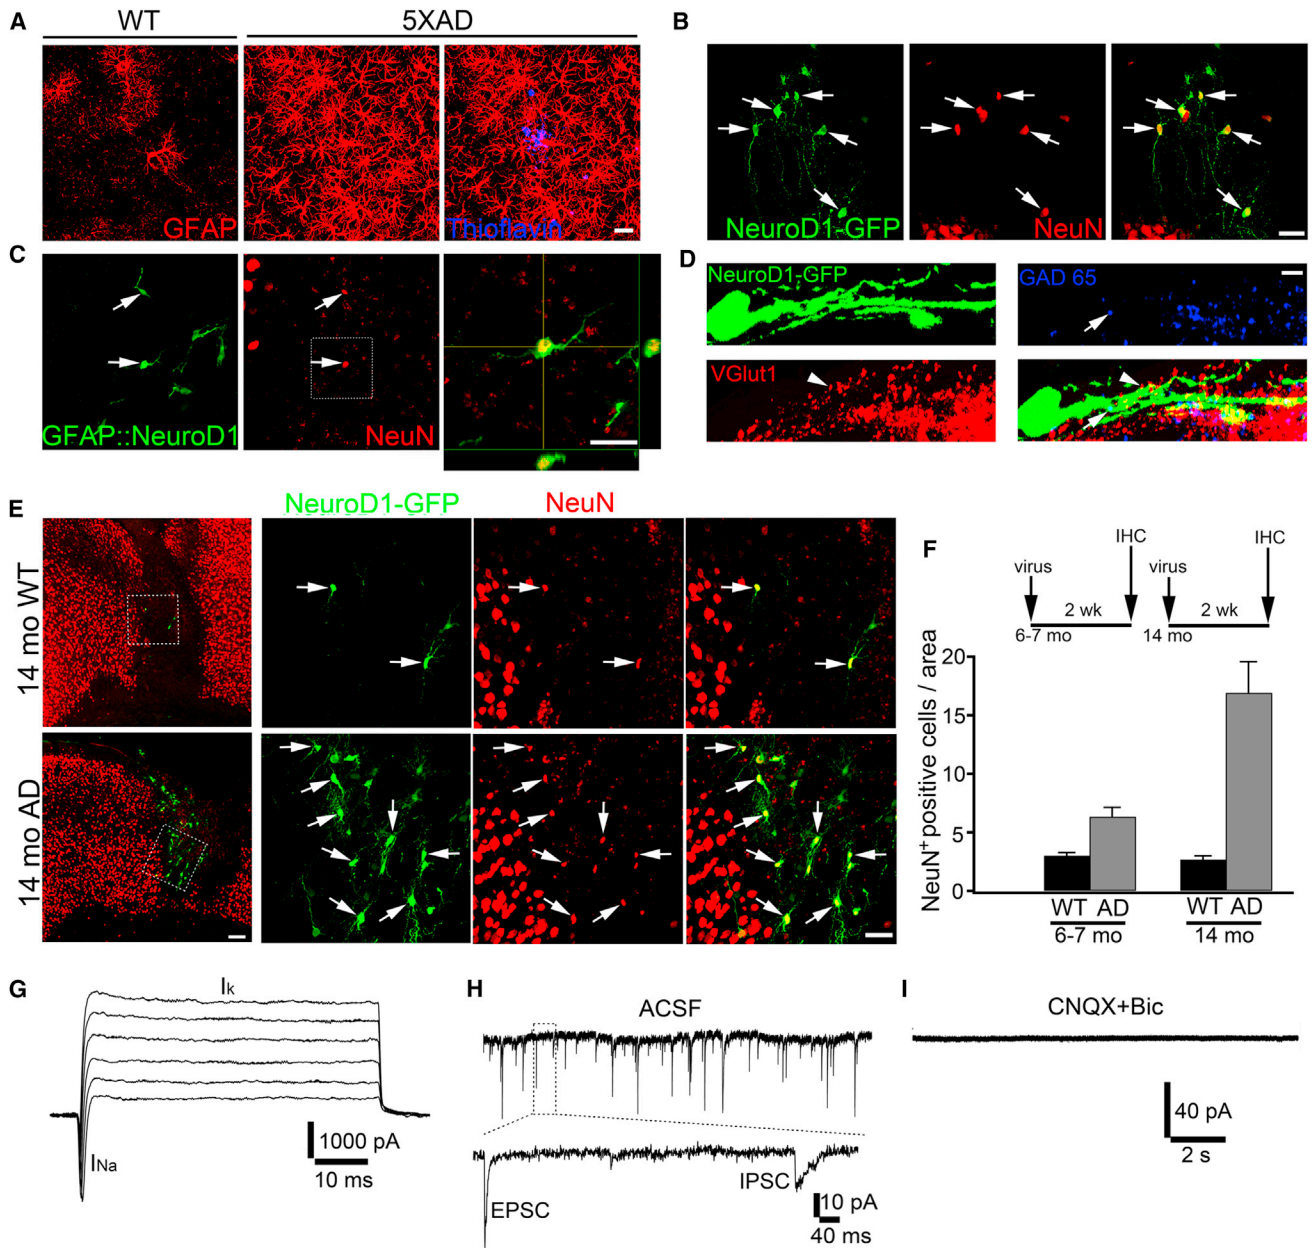 A
WT
5XAD
GFAP
Thioflavin
B
NeuroD1-GFP
NeuN
C
GFAP::NeuroD1
NeuN
D
NeuroD1-GFP
GAD 65
VGlut1
E
NeuroD1-GFP
NeuN
14 mo WT
14 mo AD
F
virus
IHC
virus
IHC
2 wk
2 wk
6-7 mo
14 mo
NeuN+positive cells / area
20
15
10
5
0
WT AD
WT AD
6-7 mo
14 mo
G
Ik
INa
1000 pA
10 ms
H
ACSF
EPSC
IPSC
10 pA
40 ms
I
CNQX+Bic
40 pA
2 s